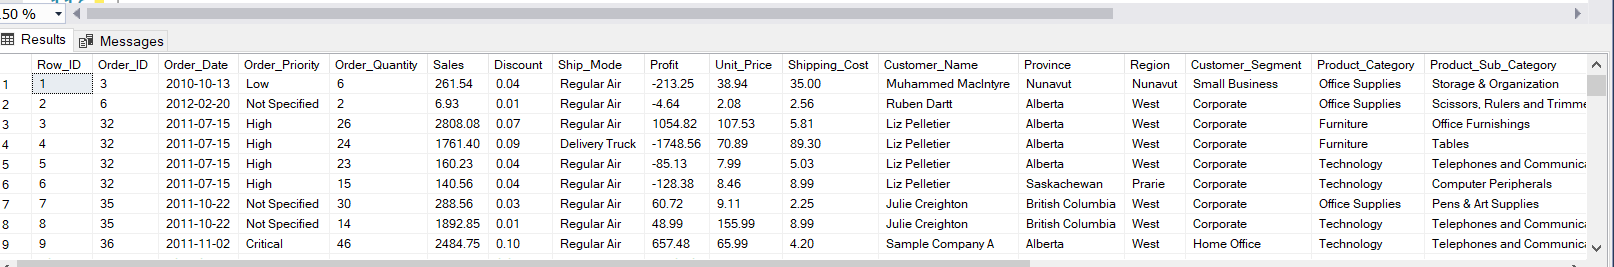 .50 %
Results Messages
Row_ID Order_ID Order_Date Order_Priority Order_Quantity Sales Discount Ship_Mode Profit Unit_Price Shipping_Cost Customer_Name Province Region Customer_Segment Product_Category Product_Sub_Category
1 1 3 2010-10-13 Low 6 261.54 0.04 Regular Air -213.25 38.94 35.00 Muhammed MacIntyre Nunavut Nunavut Small Business Office Supplies Storage & Organization
2 2 6 2012-02-20 Not Specified 2 6.93 0.01 Regular Air -4.64 2.08 2.56 Ruben Dartt Alberta West Corporate Office Supplies Scissors, Rulers and Trimme
3 3 32 2011-07-15 High 26 2808.08 0.07 Regular Air 1054.82 107.53 5.81 Liz Pelletier Alberta West Corporate Furniture Office Furnishings
4 4 32 2011-07-15 High 24 1761.40 0.09 Delivery Truck -1748.56 70.89 89.30 Liz Pelletier Alberta West Corporate Furniture Tables
5 5 32 2011-07-15 High 23 160.23 0.04 Regular Air -85.13 7.99 5.03 Liz Pelletier Alberta West Corporate Technology Telephones and Communica
6 6 32 2011-07-15 High 15 140.56 0.04 Regular Air -128.38 8.46 8.99 Liz Pelletier Saskachewan Prarie Corporate Technology Computer Peripherals
7 7 35 2011-10-22 Not Specified 30 288.56 0.03 Regular Air 60.72 9.11 2.25 Julie Creighton British Columbia West Corporate Office Supplies Pens & Art Supplies
8 8 35 2011-10-22 Not Specified 14 1892.85 0.01 Regular Air 48.99 155.99 8.99 Julie Creighton British Columbia West Corporate Technology Telephones and Communica
9 9 36 2011-11-02 Critical 46 2484.75 0.10 Regular Air 657.48 65.99 4.20 Sample Company A Alberta West Home Office Technology Telephones and Communica